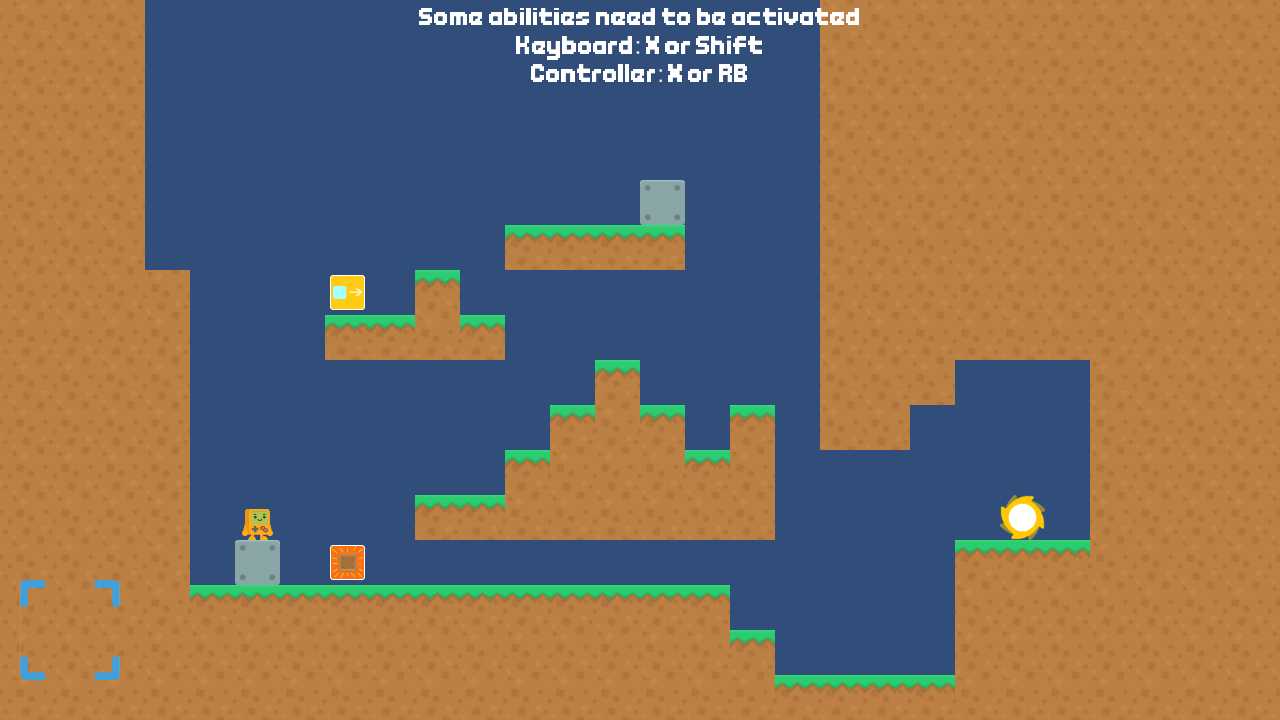 Some abilities need to be activated
Keyboard: X or Shift
Controller: X or RB